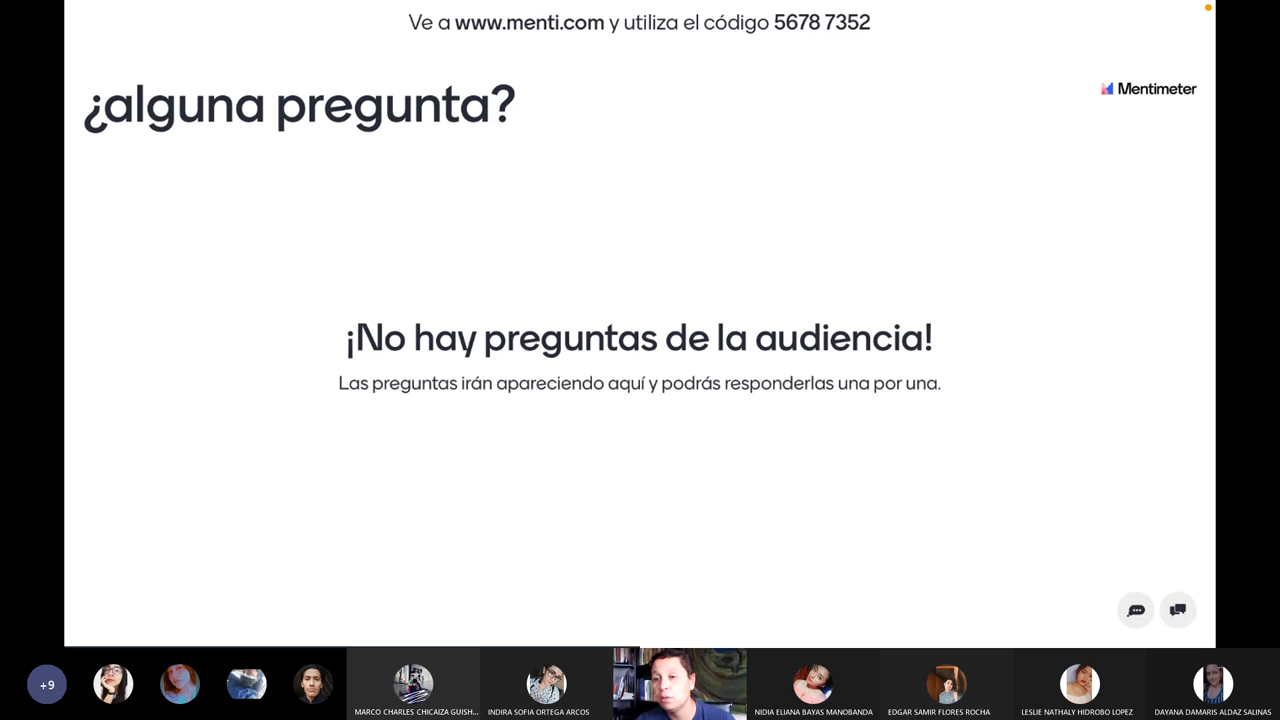 Ve a www.menti.com y utiliza el código 5678 7352
¿alguna pregunta?
Mentimeter
¡No hay preguntas de la audiencia!
Las preguntas irán apareciendo aquí y podrás responderlas una por una.
+9
MARCO CHARLES CHICAIZA GUISH...
INDIRA SOFIA ORTEGA ARCOS
NIDIA ELIANA BAYAS MANOBANDA
EDGAR SAMIR FLORES ROCHA
LESLIE NATHALY HIDROBO LOPEZ
DAYANA DAMARIS ALDAZ SALINAS